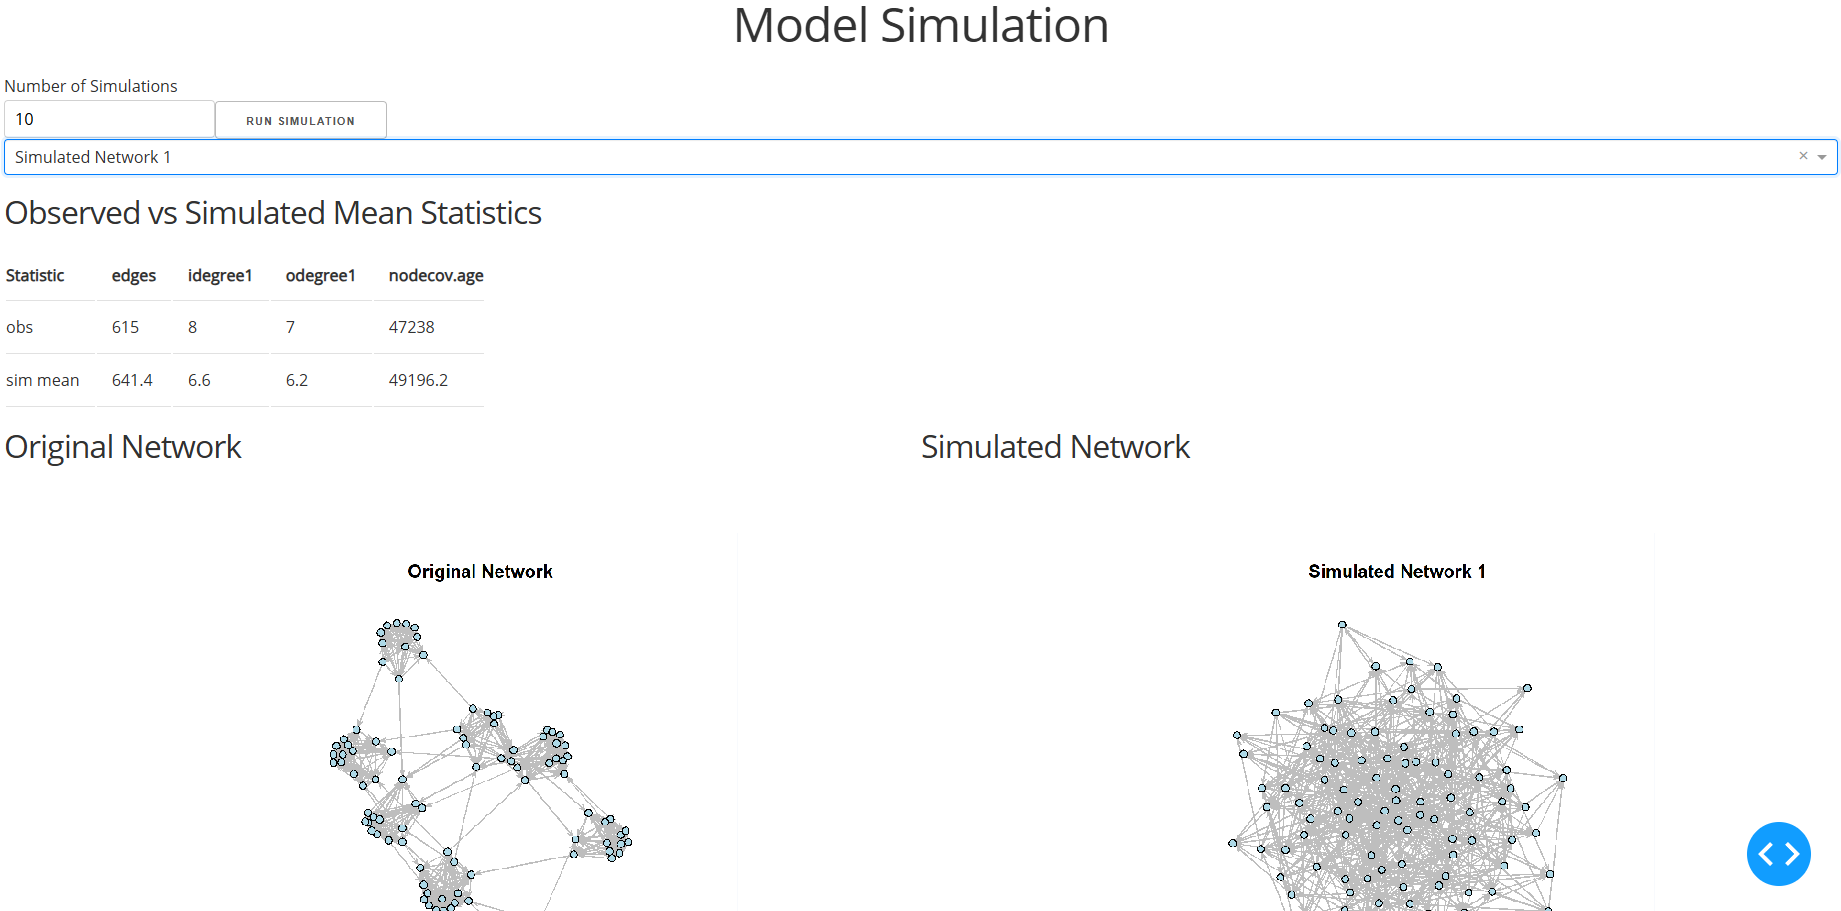 Model Simulation
Number of Simulations
10
RUN SIMULATION
Simulated Network 1
Observed vs Simulated Mean Statistics
Statistic edges idegree1 odegree1 nodecov.age
obs 615 8 7 47238
sim mean 641.4 6.6 6.2 49196.2
Original Network Simulated Network
Original Network Simulated Network 1